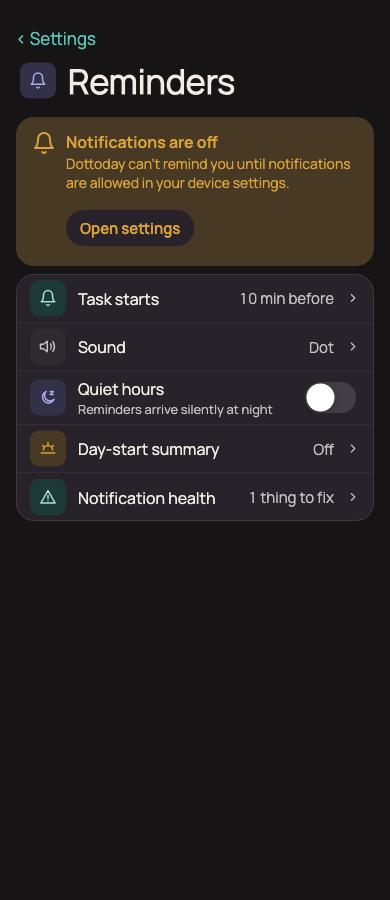 Settings
Reminders
Notifications are off
Dottoday can't remind you until notifications
are allowed in your device settings.
Open settings
Task starts
10 min before
Sound
Dot
Quiet hours
Reminders arrive silently at night
Day-start summary
Off
Notification health
1 thing to fix